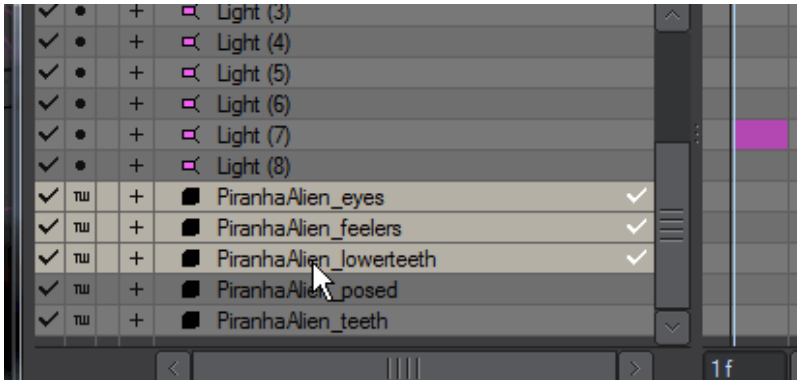 Light (3)
Light (4)
Light (5)
Light (6)
Light (7)
Light (8)
PiranhaAlien_eyes
PiranhaAlien_feelers
PiranhaAlien_lowerteeth
PiranhaAlien_posed
PiranhaAlien_teeth
1f